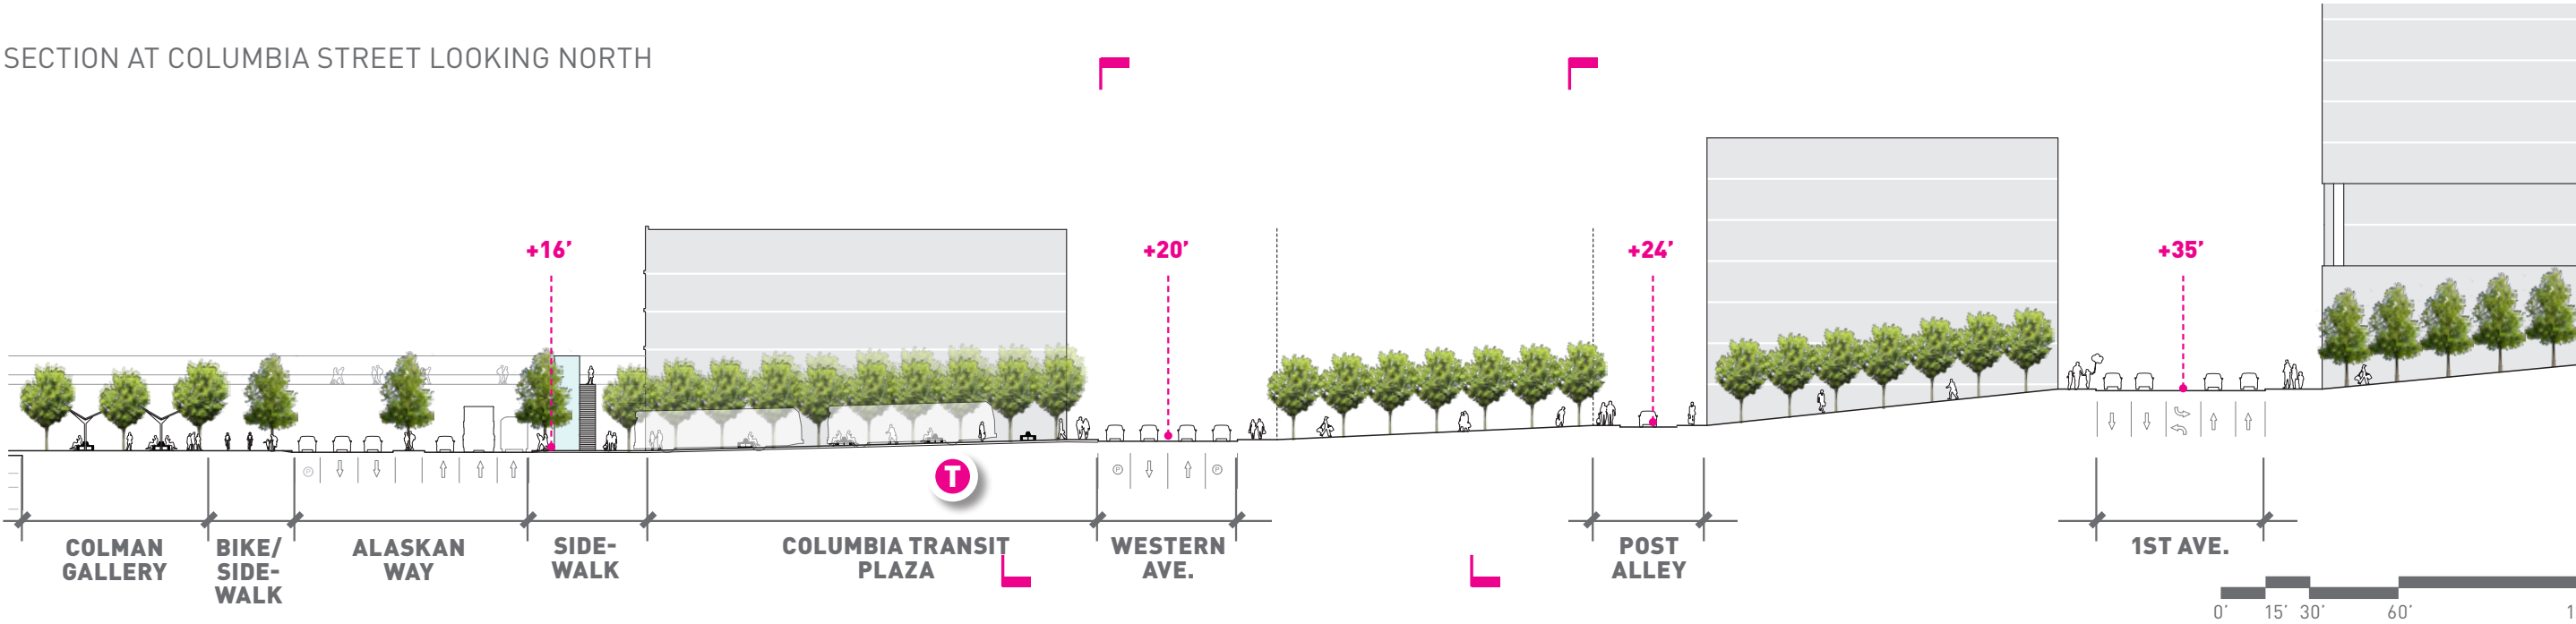 SECTION AT COLUMBIA STREET LOOKING NORTH
+16’
+20’
+24’
+35’
P
P
P
T
COLMAN
GALLERY
BIKE/
SIDE-
WALK
ALASKAN
WAY
SIDE-
WALK
COLUMBIA TRANSIT
PLAZA
WESTERN
AVE.
POST
ALLEY
1ST AVE.
0’ 15’ 30’ 60’